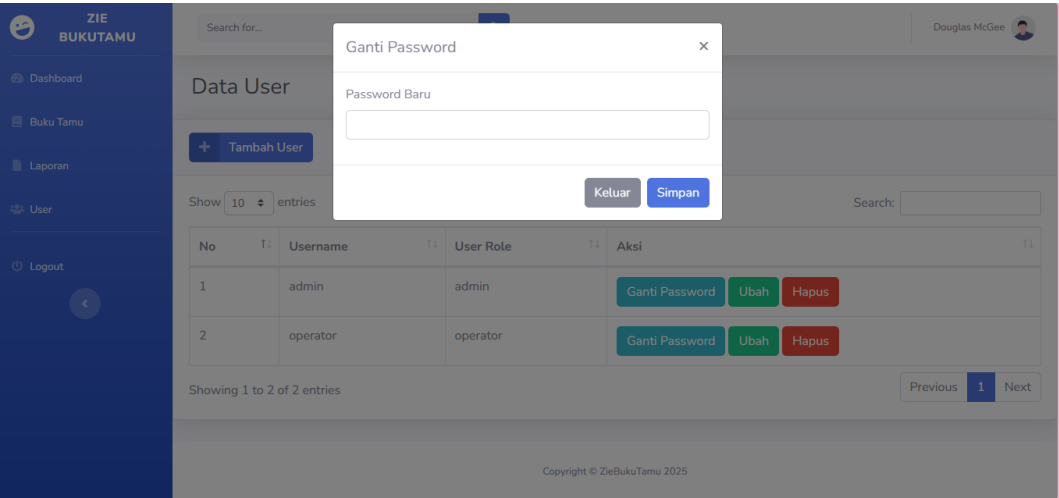 ZIE
BUKUTAMU
Search for...
Douglas McGee
Dashboard
Buku Tamu
Laporan
User
Logout
Data User
Tambah User
Ganti Password ×
Password Baru
Keluar Simpan
Show 10 entries
Search:
No Username User Role Aksi
1 admin admin Ganti Password Ubah Hapus
2 operator operator Ganti Password Ubah Hapus
Showing 1 to 2 of 2 entries
Previous 1 Next
Copyright © ZieBukuTamu 2025